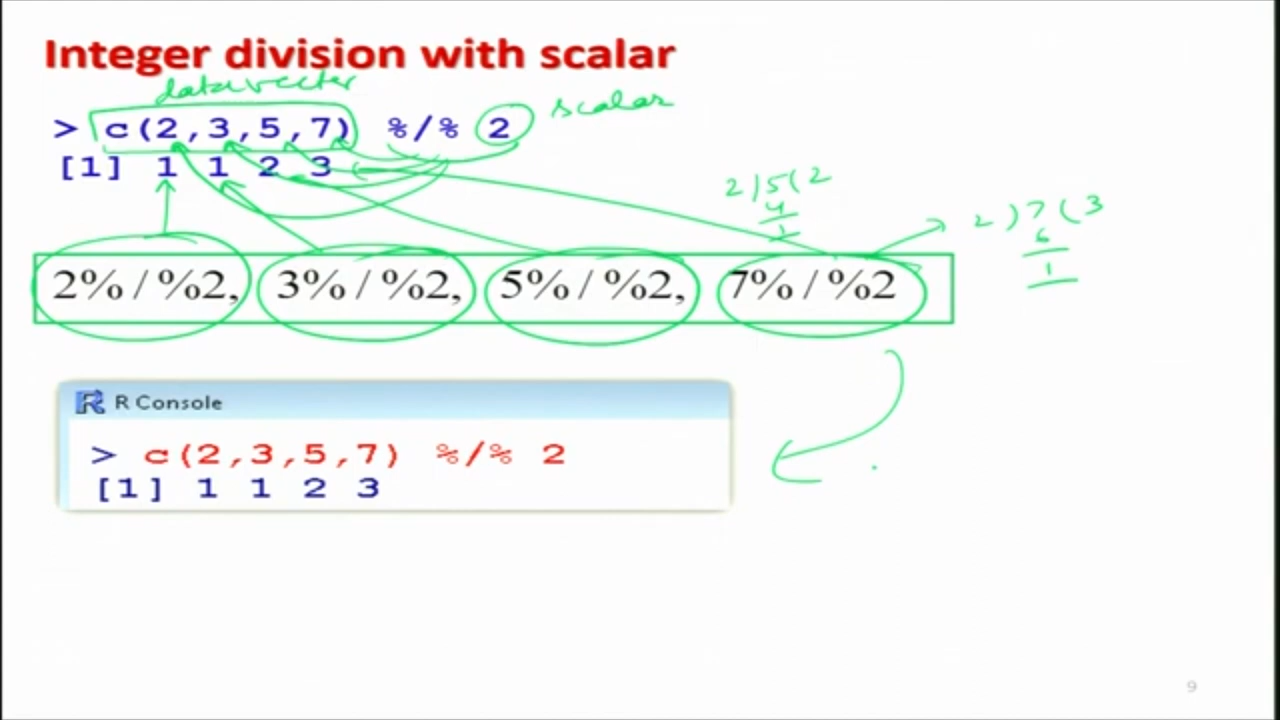 Integer division with scalar
data vector
> c(2,3,5,7) %/% 2 scalar
[1] 1 1 2 3
2)5(2
4
1
2)7(3
6
1
2%/%2, 3%/%2, 5%/%2, 7%/%2
R Console
> c(2,3,5,7) %/% 2
[1] 1 1 2 3
9